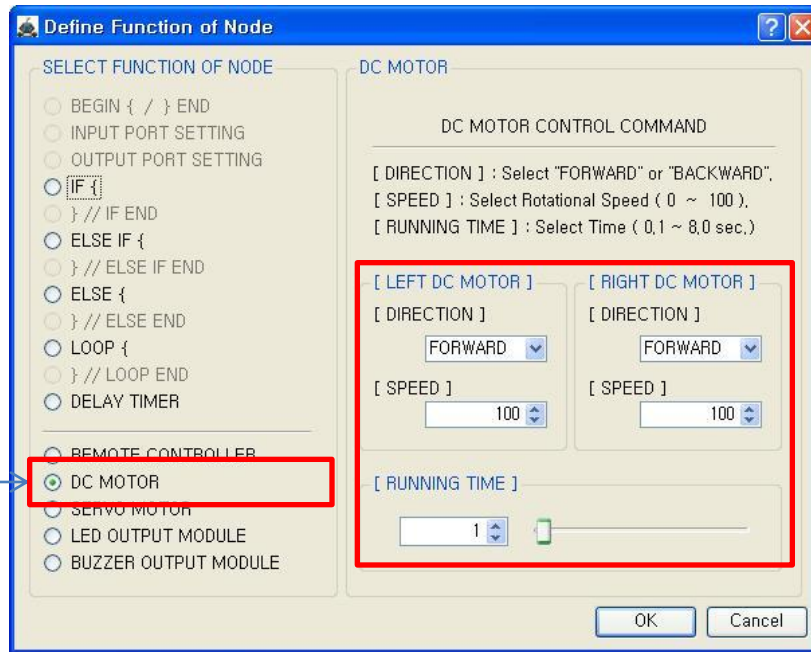 Define Function of Node
SELECT FUNCTION OF NODE
BEGIN { / } END
INPUT PORT SETTING
OUTPUT PORT SETTING
IF {
} // IF END
ELSE IF {
} // ELSE IF END
ELSE {
} // ELSE END
LOOP {
} // LOOP END
DELAY TIMER
REMOTE CONTROLLER
DC MOTOR
SERVO MOTOR
LED OUTPUT MODULE
BUZZER OUTPUT MODULE
DC MOTOR
DC MOTOR CONTROL COMMAND
[ DIRECTION ] : Select "FORWARD" or "BACKWARD",
[ SPEED ] : Select Rotational Speed ( 0 ~ 100 ),
[ RUNNING TIME ] : Select Time ( 0,1 ~ 8,0 sec,)
[ LEFT DC MOTOR ]
[ DIRECTION ]
FORWARD
[ SPEED ]
100
[ RIGHT DC MOTOR ]
[ DIRECTION ]
FORWARD
[ SPEED ]
100
[ RUNNING TIME ]
1
OK
Cancel